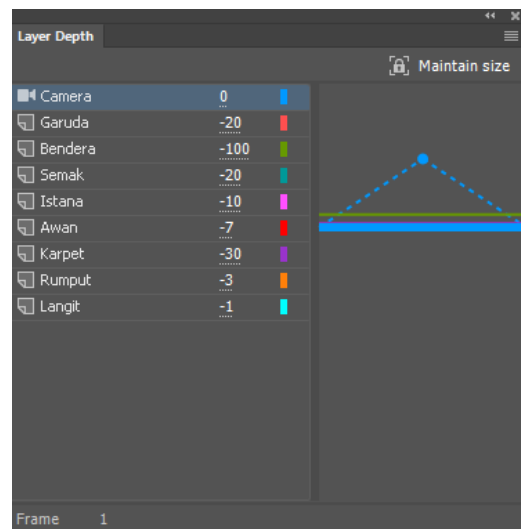 Layer Depth
Maintain size
Camera 0
Garuda -20
Bendera -100
Semak -20
Istana -10
Awan -7
Karpet -30
Rumput -3
Langit -1
Frame 1